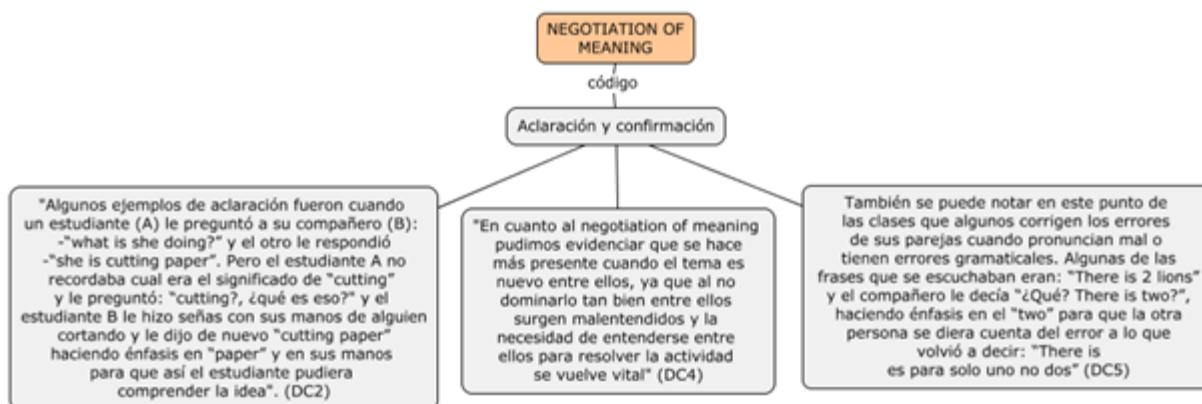 NEGOTIATION OF
MEANING
código
Aclaración y confirmación
"Algunos ejemplos de aclaración fueron cuando
un estudiante (A) le preguntó a su compañero (B):
-“what is she doing?” y el otro le respondió
-“she is cutting paper”. Pero el estudiante A no
recordaba cual era el significado de “cutting”
y le preguntó: “cutting?, ¿qué es eso?" y el
estudiante B le hizo señas con sus manos de alguien
cortando y le dijo de nuevo “cutting paper”
haciendo énfasis en “paper” y en sus manos
para que así el estudiante pudiera
comprender la idea". (DC2)
"En cuanto al negotiation of meaning
pudimos evidenciar que se hace
más presente cuando el tema es
nuevo entre ellos, ya que al no
dominarlo tan bien entre ellos
surgen malentendidos y la
necesidad de entenderse entre
ellos para resolver la actividad
se vuelve vital" (DC4)
También se puede notar en este punto de
las clases que algunos corrigen los errores
de sus parejas cuando pronuncian mal o
tienen errores gramaticales. Algunas de las
frases que se escuchaban eran: “There is 2 lions”
y el compañero le decía “¿Qué? There is two?”,
haciendo énfasis en el “two” para que la otra
persona se diera cuenta del error a lo que
volvió a decir: “There is
es para solo uno no dos” (DC5)